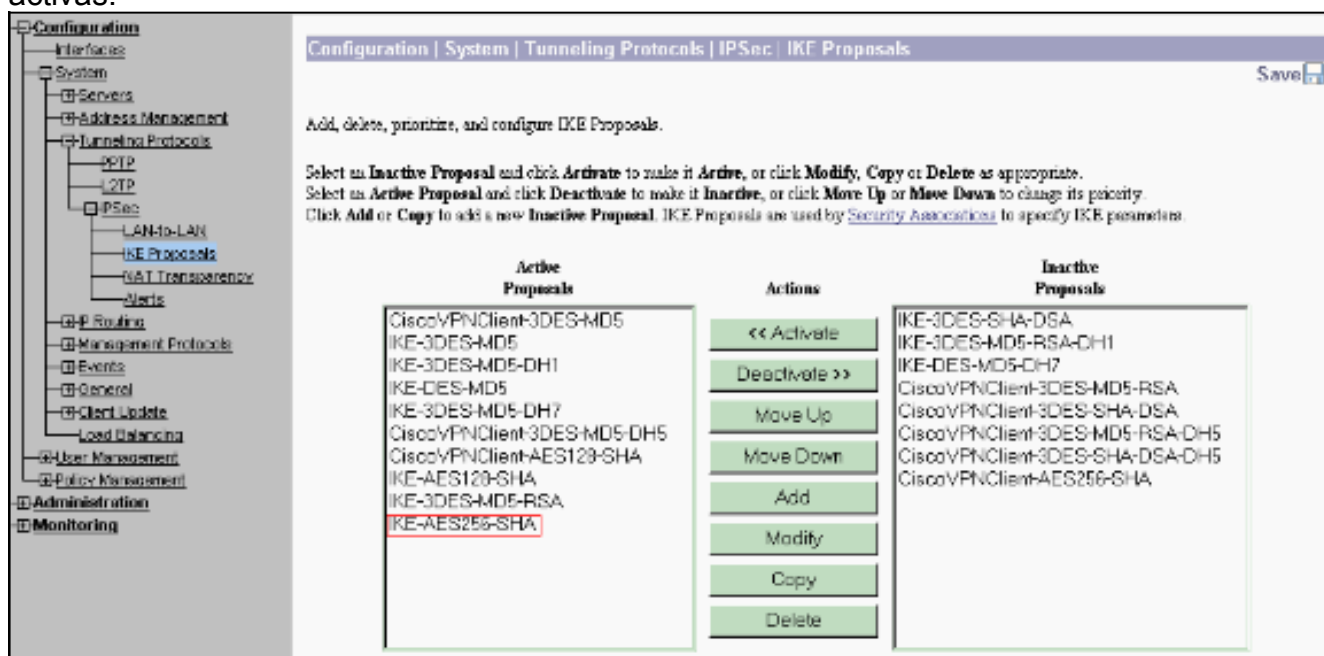 activas.
Configuration
Interfaces
System
Servers
Address Management
Tunneling Protocols
PPTP
L2TP
IPSec
LAN-to-LAN
IKE Proposals
NAT Transparency
Alerts
IP Routing
Management Protocols
Events
General
Client Update
Load Balancing
User Management
Policy Management
Administration
Monitoring
Configuration | System | Tunneling Protocols | IPSec | IKE Proposals
Save
Add, delete, prioritize, and configure IKE Proposals.
Select an Inactive Proposal and click Activate to make it Active, or click Modify, Copy or Delete as appropriate.
Select an Active Proposal and click Deactivate to make it Inactive, or click Move Up or Move Down to change its priority.
Click Add or Copy to add a new Inactive Proposal. IKE Proposals are used by Security Associations to specify IKE parameters.
Active
Proposals
CiscoVPNClient-3DES-MD5
IKE-3DES-MD5
IKE-3DES-MD5-DH1
IKE-DES-MD5
IKE-3DES-MD5-DH7
CiscoVPNClient-3DES-MD5-DH5
CiscoVPNClient-AES128-SHA
IKE-AES128-SHA
IKE-3DES-MD5-RSA
IKE-AES256-SHA
Actions
<< Activate
Deactivate >>
Move Up
Move Down
Add
Modify
Copy
Delete
Inactive
Proposals
IKE-3DES-SHA-DSA
IKE-3DES-MD5-RSA-DH1
IKE-DES-MD5-DH7
CiscoVPNClient-3DES-MD5-RSA
CiscoVPNClient-3DES-SHA-DSA
CiscoVPNClient-3DES-MD5-RSA-DH5
CiscoVPNClient-3DES-SHA-DSA-DH5
CiscoVPNClient-AES256-SHA